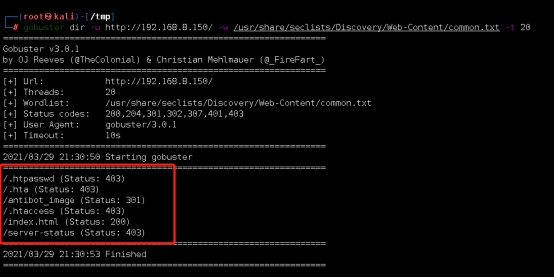 ┌──(root💀kali)-[/tmp]
└─# gobuster dir -u http://192.168.0.150/ -w /usr/share/seclists/Discovery/Web-Content/common.txt -t 20
===============================================================
Gobuster v3.0.1
by OJ Reeves (@TheColonial) & Christian Mehlmauer (@_FireFart_)
===============================================================
[+] Url:            http://192.168.0.150/
[+] Threads:        20
[+] Wordlist:       /usr/share/seclists/Discovery/Web-Content/common.txt
[+] Status codes:   200,204,301,302,307,401,403
[+] User Agent:     gobuster/3.0.1
[+] Timeout:        10s
===============================================================
2021/03/29 21:30:50 Starting gobuster
===============================================================
/.htpasswd (Status: 403)
/.hta (Status: 403)
/antibot_image (Status: 301)
/.htaccess (Status: 403)
/index.html (Status: 200)
/server-status (Status: 403)
===============================================================
2021/03/29 21:30:53 Finished
===============================================================